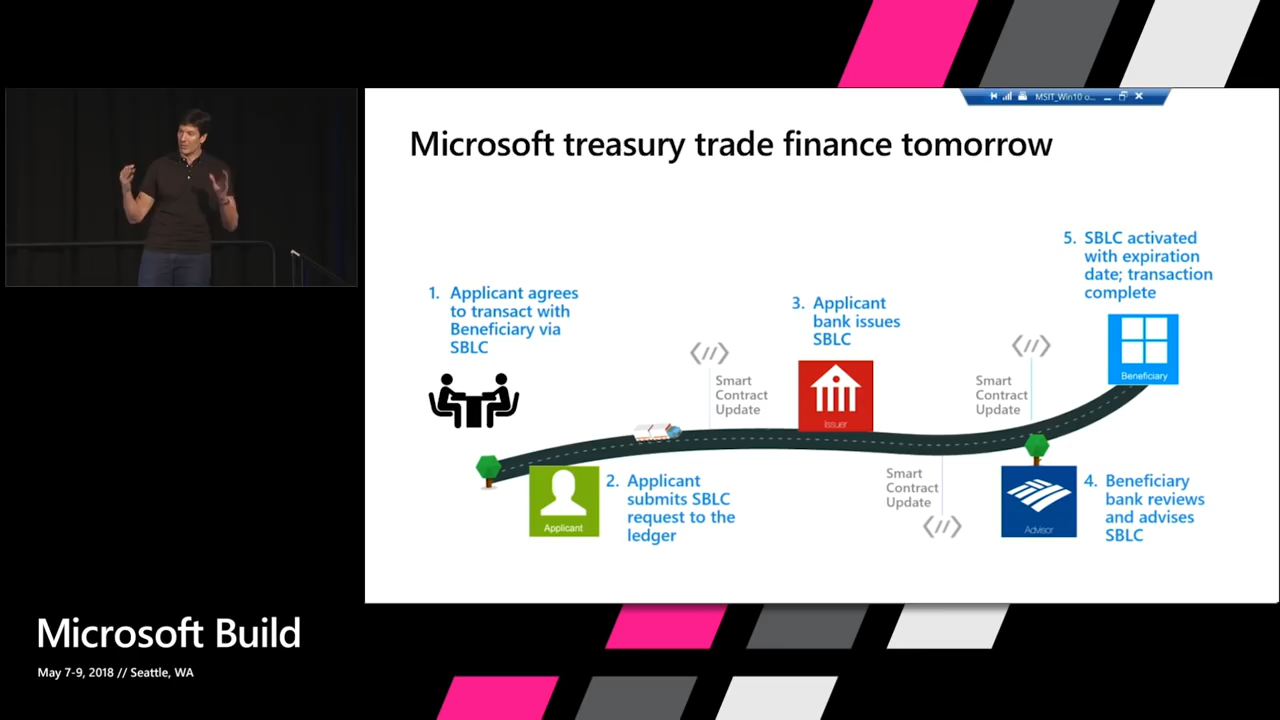 MSIT_Win10 o...
Microsoft treasury trade finance tomorrow
1. Applicant agrees
to transact with
Beneficiary via
SBLC
Smart
Contract
Update
3. Applicant
bank issues
SBLC
Issuer
Smart
Contract
Update
5. SBLC activated
with expiration
date; transaction
complete
Beneficiary
Applicant
2. Applicant
submits SBLC
request to the
ledger
Smart
Contract
Update
Advisor
4. Beneficiary
bank reviews
and advises
SBLC
Microsoft Build
May 7-9, 2018 // Seattle, WA